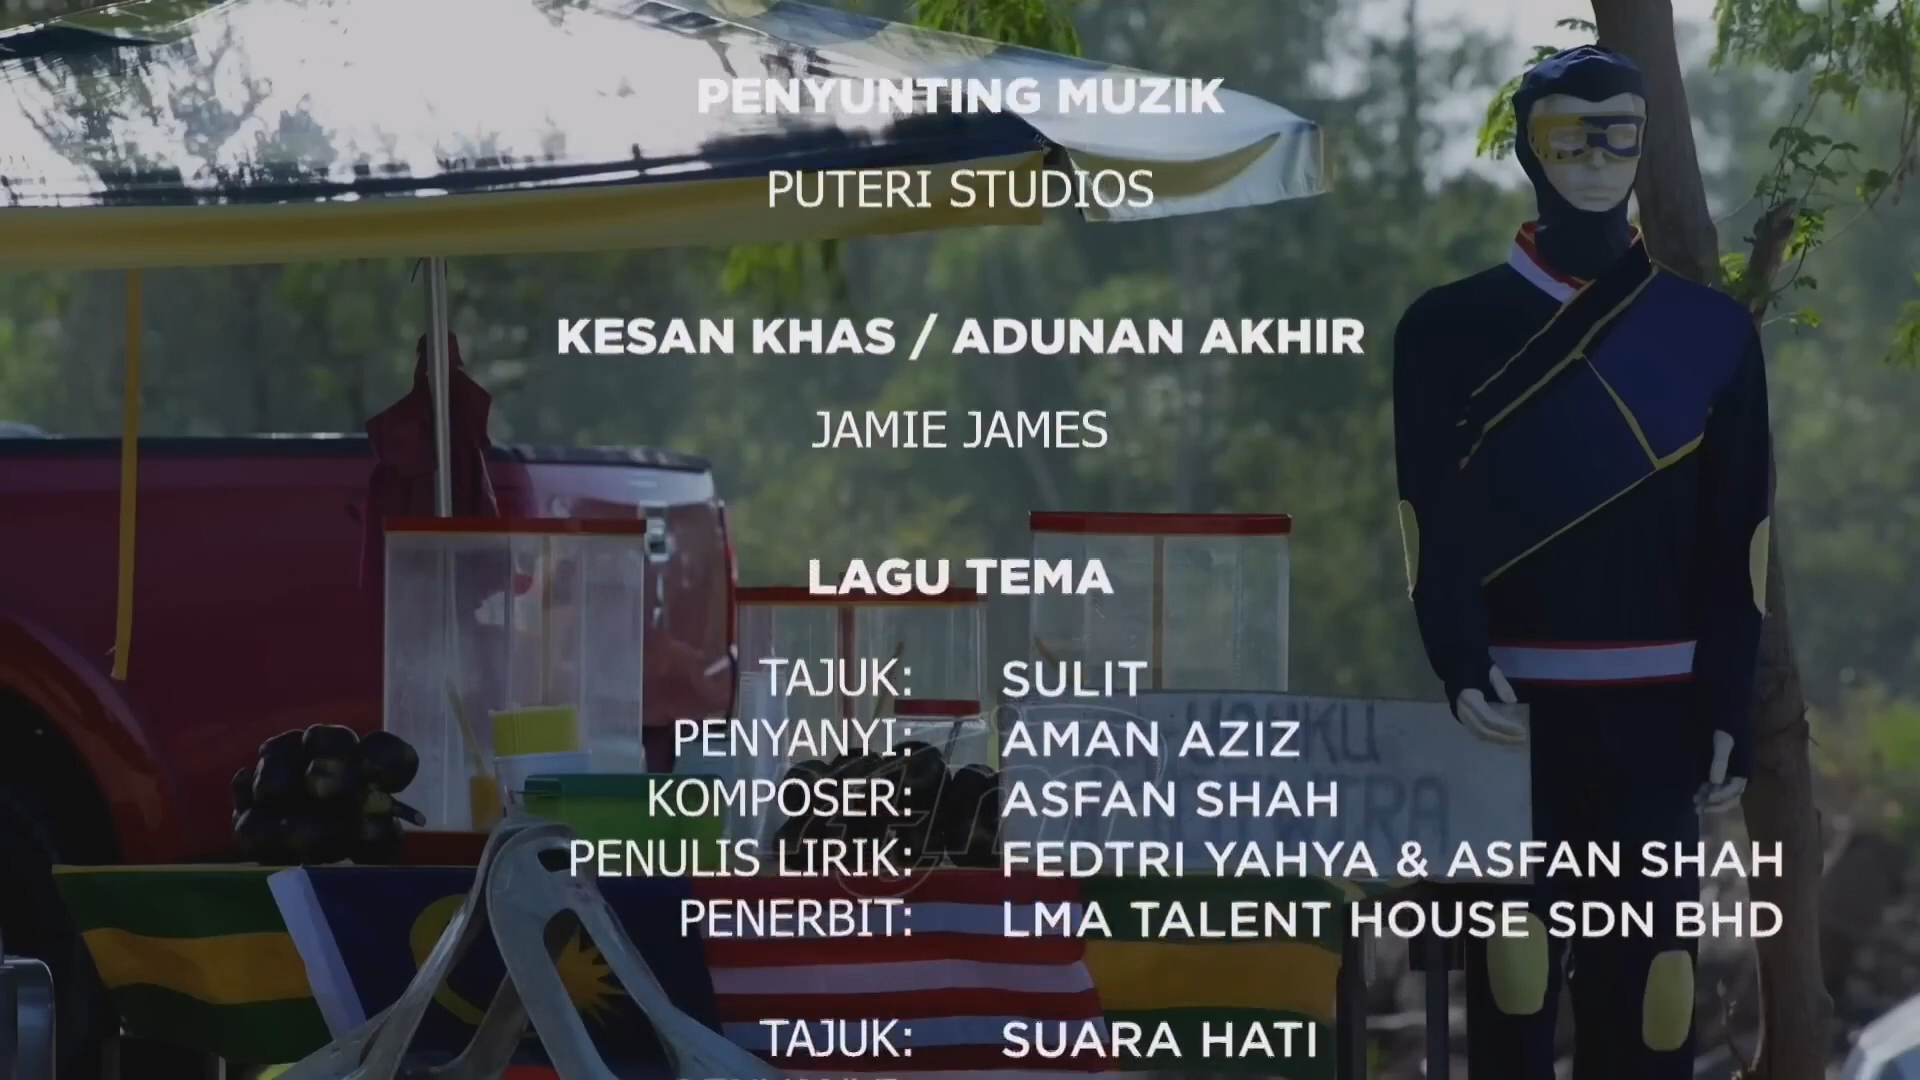 PENYUNTING MUZIK
PUTERI STUDIOS
KESAN KHAS / ADUNAN AKHIR
JAMIE JAMES
LAGU TEMA
TAJUK: SULIT
PENYANYI: AMAN AZIZ
KOMPOSER: ASFAN SHAH
PENULIS LIRIK: FEDTRI YAHYA & ASFAN SHAH
PENERBIT: LMA TALENT HOUSE SDN BHD
TAJUK: SUARA HATI